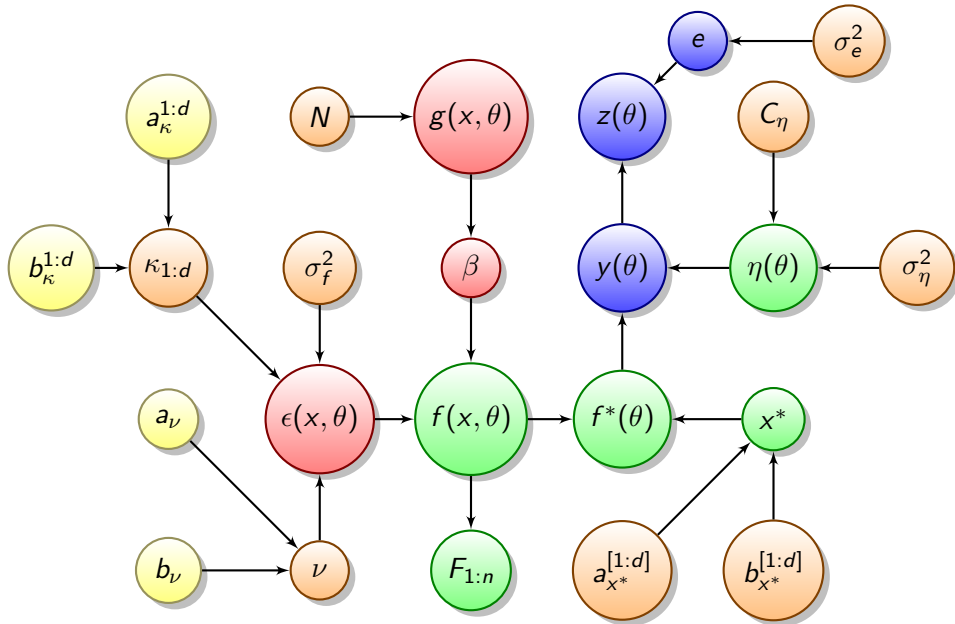 e
σ_e^2
a_κ^{1:d}
N
g(x, θ)
z(θ)
C_η
b_κ^{1:d}
κ_{1:d}
σ_f^2
β
y(θ)
η(θ)
σ_η^2
a_ν
ϵ(x, θ)
f(x, θ)
f*(θ)
x*
b_ν
ν
F_{1:n}
a_{x*}^{[1:d]}
b_{x*}^{[1:d]}